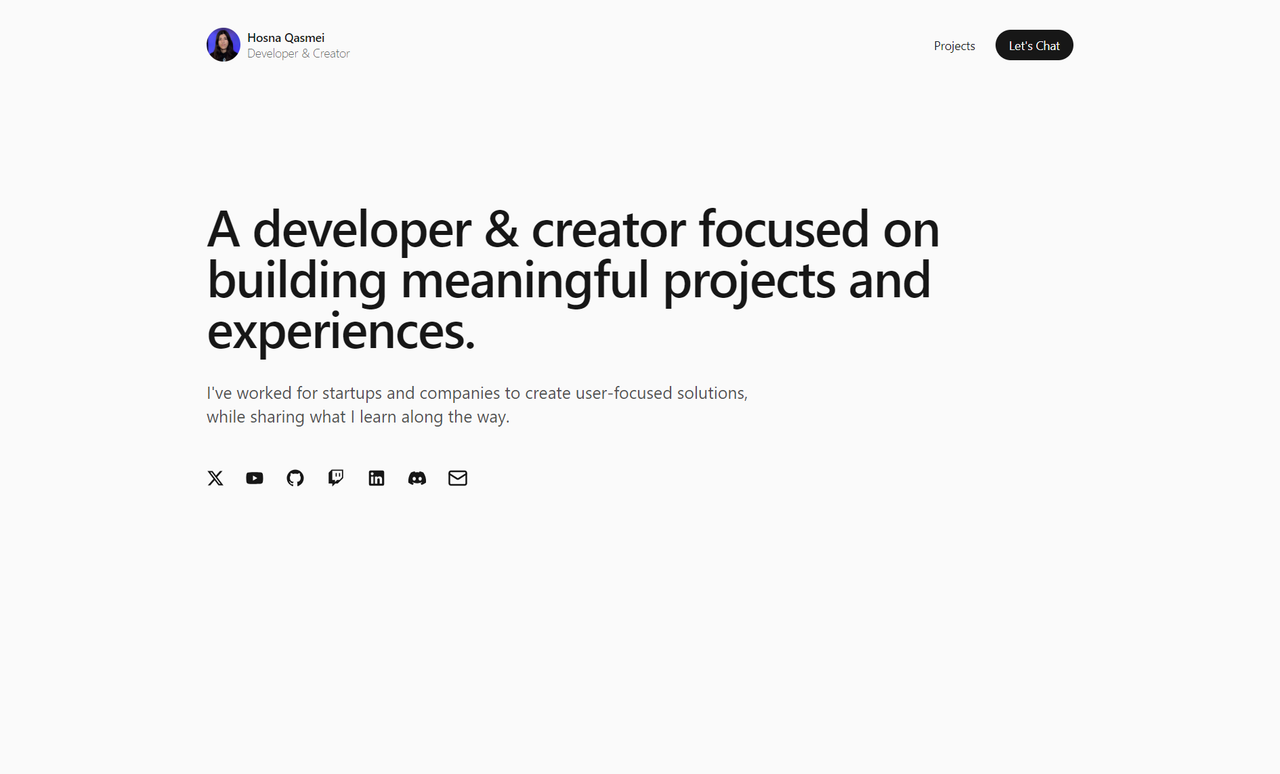 Hosna Qasmei
Developer & Creator
Projects
Let's Chat
A developer & creator focused on
building meaningful projects and
experiences.
I've worked for startups and companies to create user-focused solutions,
while sharing what I learn along the way.